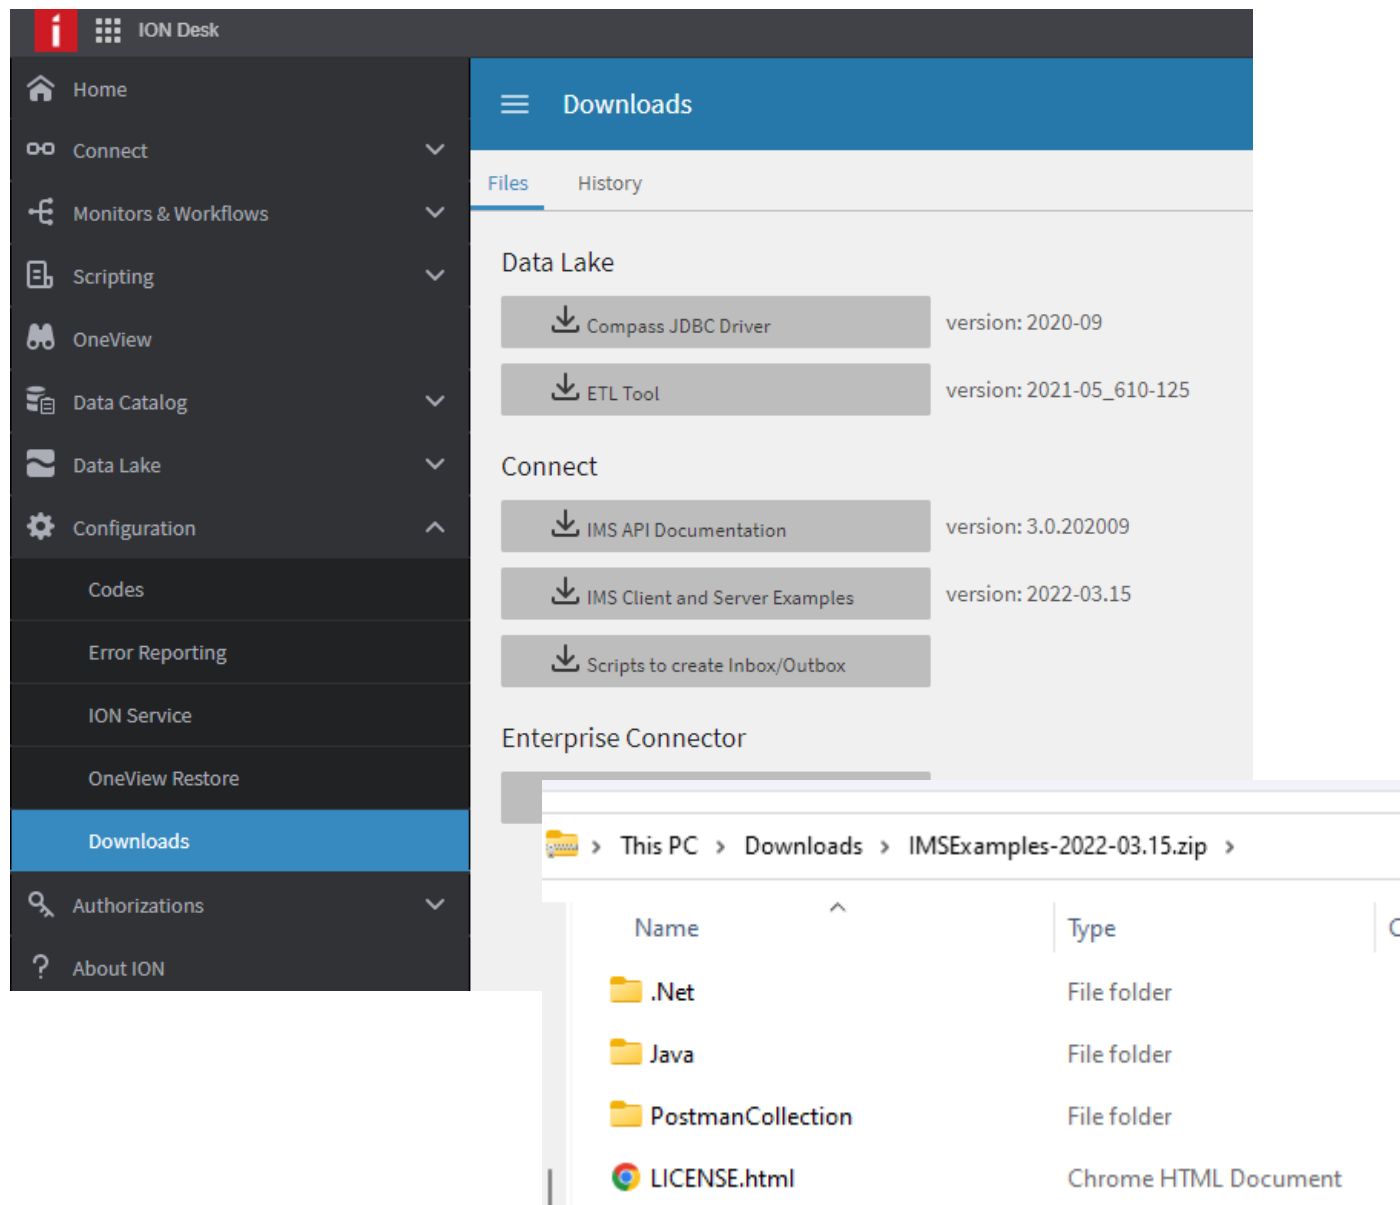 ION Desk
Home
Connect
Monitors & Workflows
Scripting
OneView
Data Catalog
Data Lake
Configuration
Codes
Error Reporting
ION Service
OneView Restore
Downloads
Authorizations
About ION
Downloads
Files History
Data Lake
Compass JDBC Driver version: 2020-09
ETL Tool version: 2021-05_610-125
Connect
IMS API Documentation version: 3.0.202009
IMS Client and Server Examples version: 2022-03.15
Scripts to create Inbox/Outbox
Enterprise Connector
This PC > Downloads > IMSExamples-2022-03.15.zip >
Name Type
.Net File folder
Java File folder
PostmanCollection File folder
LICENSE.html Chrome HTML Document